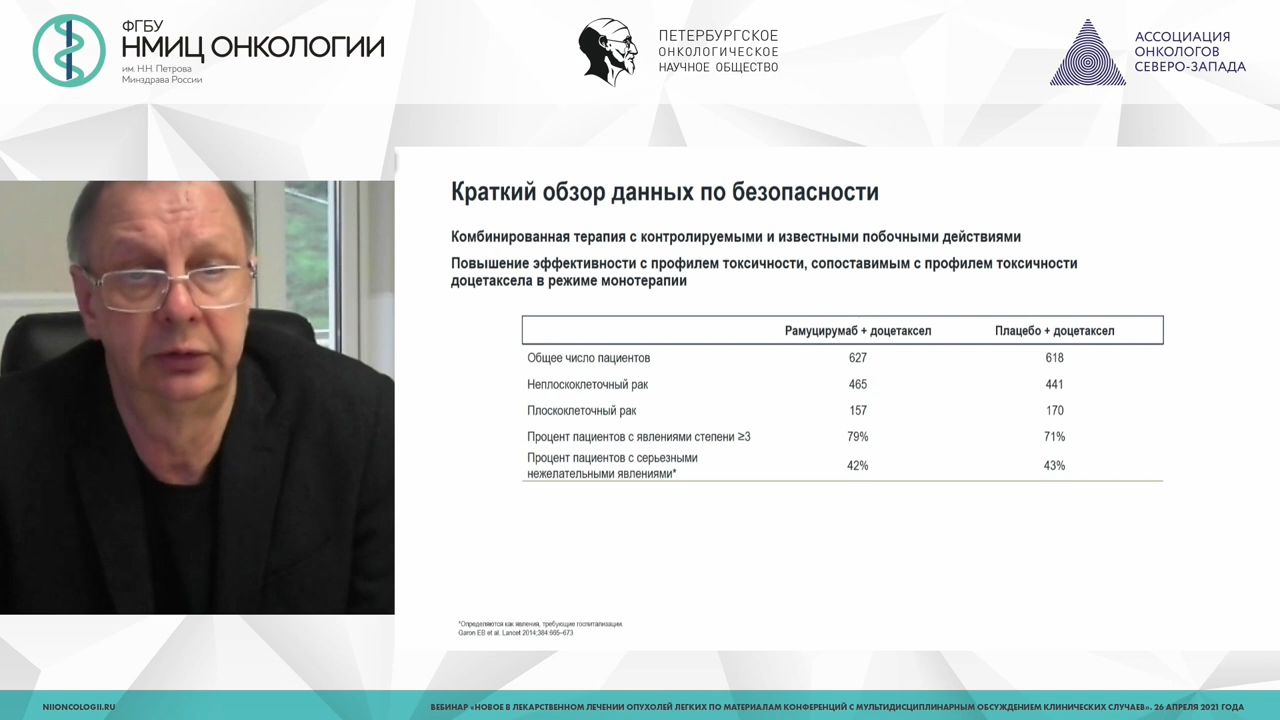 ФГБУ
НМИЦ ОНКОЛОГИИ
им. Н.Н. Петрова
Минздрава России
ПЕТЕРБУРГСКОЕ
ОНКОЛОГИЧЕСКОЕ
НАУЧНОЕ ОБЩЕСТВО
АССОЦИАЦИЯ
ОНКОЛОГОВ
СЕВЕРО-ЗАПАДА
Краткий обзор данных по безопасности
Комбинированная терапия с контролируемыми и известными побочными действиями
Повышение эффективности с профилем токсичности, сопоставимым с профилем токсичности
доцетаксела в режиме монотерапии
Рамуцирумаб + доцетаксел Плацебо + доцетаксел
Общее число пациентов 627 618
Неплоскоклеточный рак 465 441
Плоскоклеточный рак 157 170
Процент пациентов с явлениями степени ≥3 79% 71%
Процент пациентов с серьезными
нежелательными явлениями* 42% 43%
*Определяются как явления, требующие госпитализации.
Garon EB et al. Lancet 2014;384:665–673
NIIONCOLOGII.RU
ВЕБИНАР «НОВОЕ В ЛЕКАРСТВЕННОМ ЛЕЧЕНИИ ОПУХОЛЕЙ ЛЕГКИХ ПО МАТЕРИАЛАМ КОНФЕРЕНЦИЙ С МУЛЬТИДИСЦИПЛИНАРНЫМ ОБСУЖДЕНИЕМ КЛИНИЧЕСКИХ СЛУЧАЕВ». 26 АПРЕЛЯ 2021 ГОДА